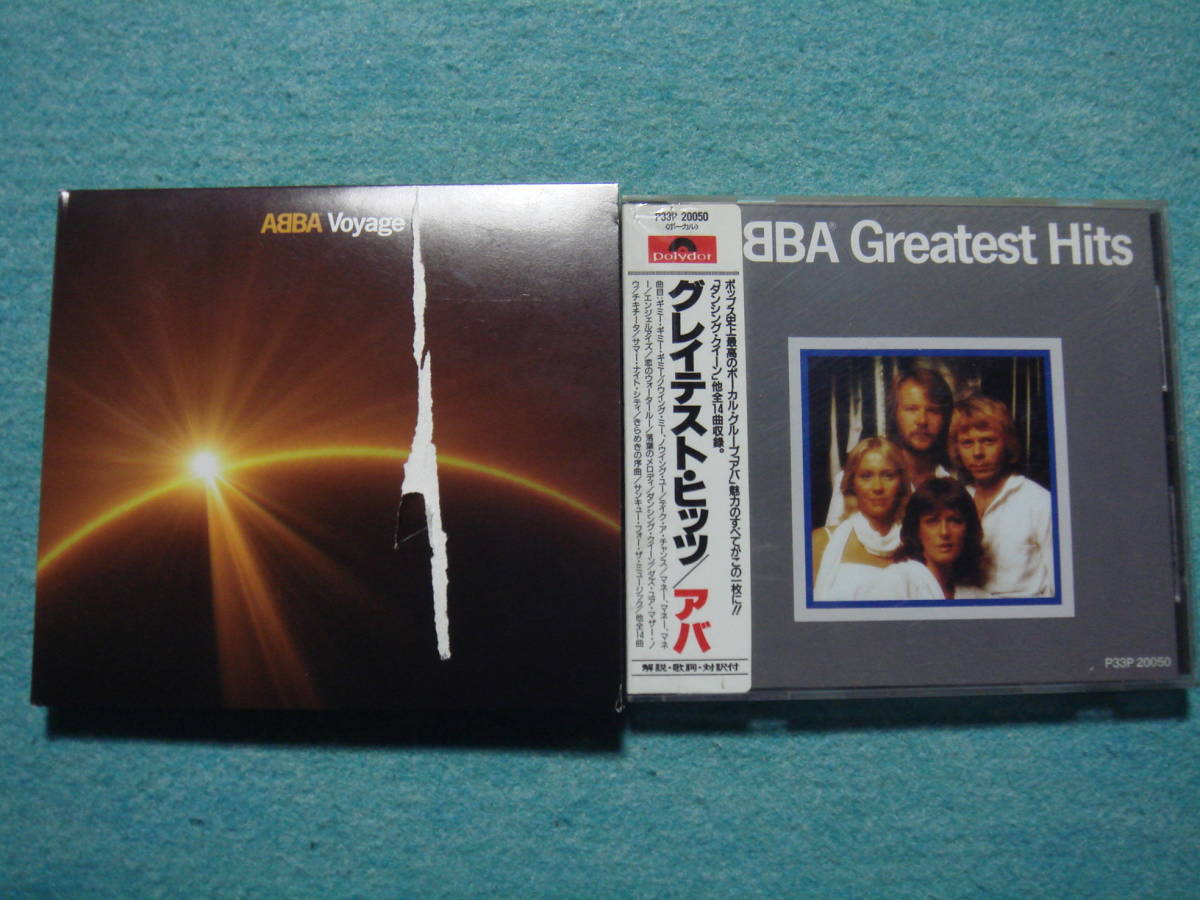 ABBA Voyage
P33P 20050
〈ボーカル〉
polydor
ポップス史上最高のボーカル・グループ「アバ」魅力のすべてがこの一枚に!!
「ダンシング・クイーン」他全14曲収録。
グレイテスト・ヒッツ/アバ
曲目:ギミー・ギミー・ギミー/ノウイング・ミー、ノウイング・ユー/テイク・ア・チャンス/マネー、マネー、マネ
ー/エンジェルアイズ/恋のウォータールー/落葉のメロディ/ダンシング・クイーン/ダズ・ユア・マザー・ノ
ウ/チキチータ/サマー・ナイト・シティ/きらめきの序曲/サンキュー・フォー・ザ・ミュージック/他全14曲
解説・歌詞・対訳付
BBA Greatest Hits
P33P 20050